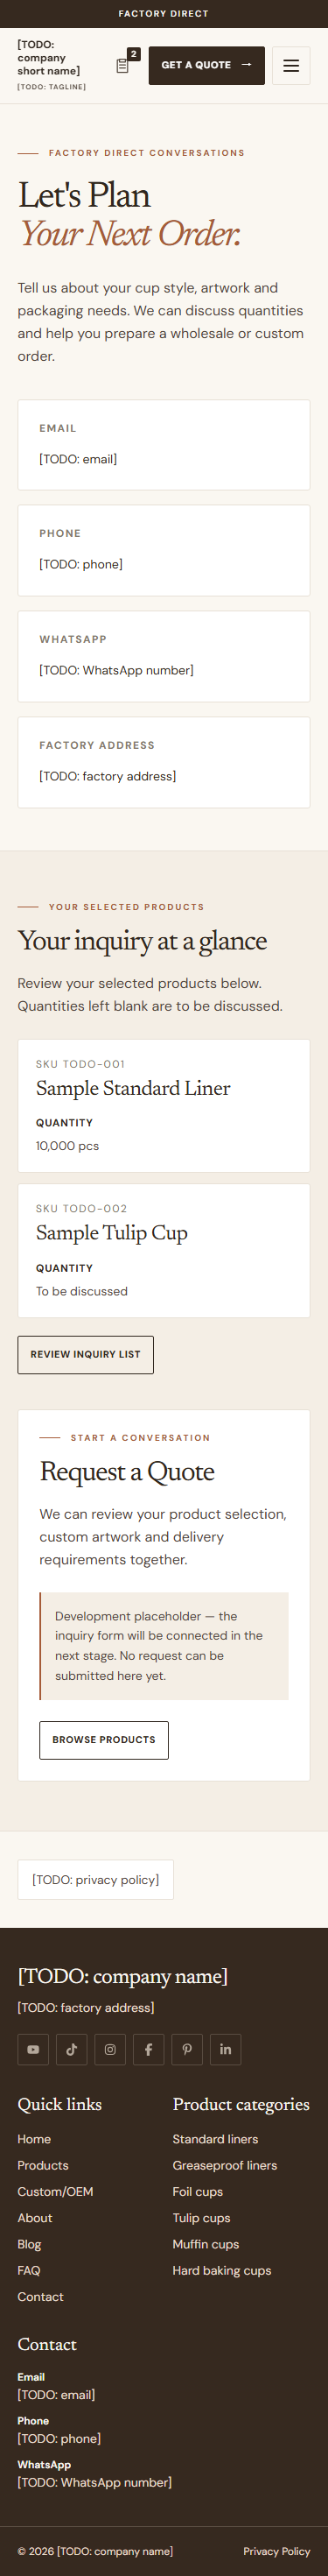 FACTORY DIRECT
[TODO:
company
short name]
[TODO: TAGLINE]
2
GET A QUOTE →
FACTORY DIRECT CONVERSATIONS
Let's Plan
Your Next Order.
Tell us about your cup style, artwork and
packaging needs. We can discuss quantities
and help you prepare a wholesale or custom
order.
EMAIL
[TODO: email]
PHONE
[TODO: phone]
WHATSAPP
[TODO: WhatsApp number]
FACTORY ADDRESS
[TODO: factory address]
YOUR SELECTED PRODUCTS
Your inquiry at a glance
Review your selected products below.
Quantities left blank are to be discussed.
SKU TODO-001
Sample Standard Liner
QUANTITY
10,000 pcs
SKU TODO-002
Sample Tulip Cup
QUANTITY
To be discussed
REVIEW INQUIRY LIST
START A CONVERSATION
Request a Quote
We can review your product selection,
custom artwork and delivery
requirements together.
Development placeholder — the
inquiry form will be connected in the
next stage. No request can be
submitted here yet.
BROWSE PRODUCTS
[TODO: privacy policy]
[TODO: company name]
[TODO: factory address]
Quick links
Home
Products
Custom/OEM
About
Blog
FAQ
Contact
Product categories
Standard liners
Greaseproof liners
Foil cups
Tulip cups
Muffin cups
Hard baking cups
Contact
Email
[TODO: email]
Phone
[TODO: phone]
WhatsApp
[TODO: WhatsApp number]
© 2026 [TODO: company name]
Privacy Policy